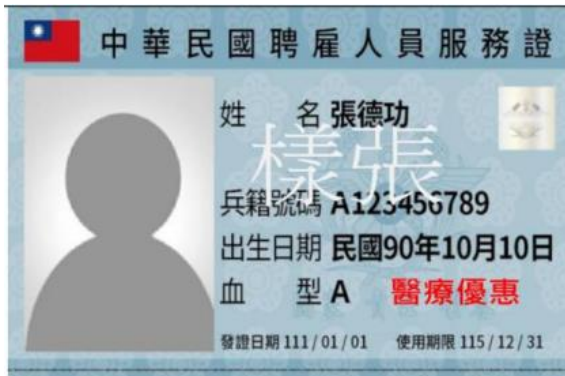 中華民國聘雇人員服務證
姓 名 張德功
樣張
兵籍號碼 A123456789
出生日期 民國90年10月10日
血 型 A 醫療優惠
發證日期 111/01/01 使用期限 115/12/31